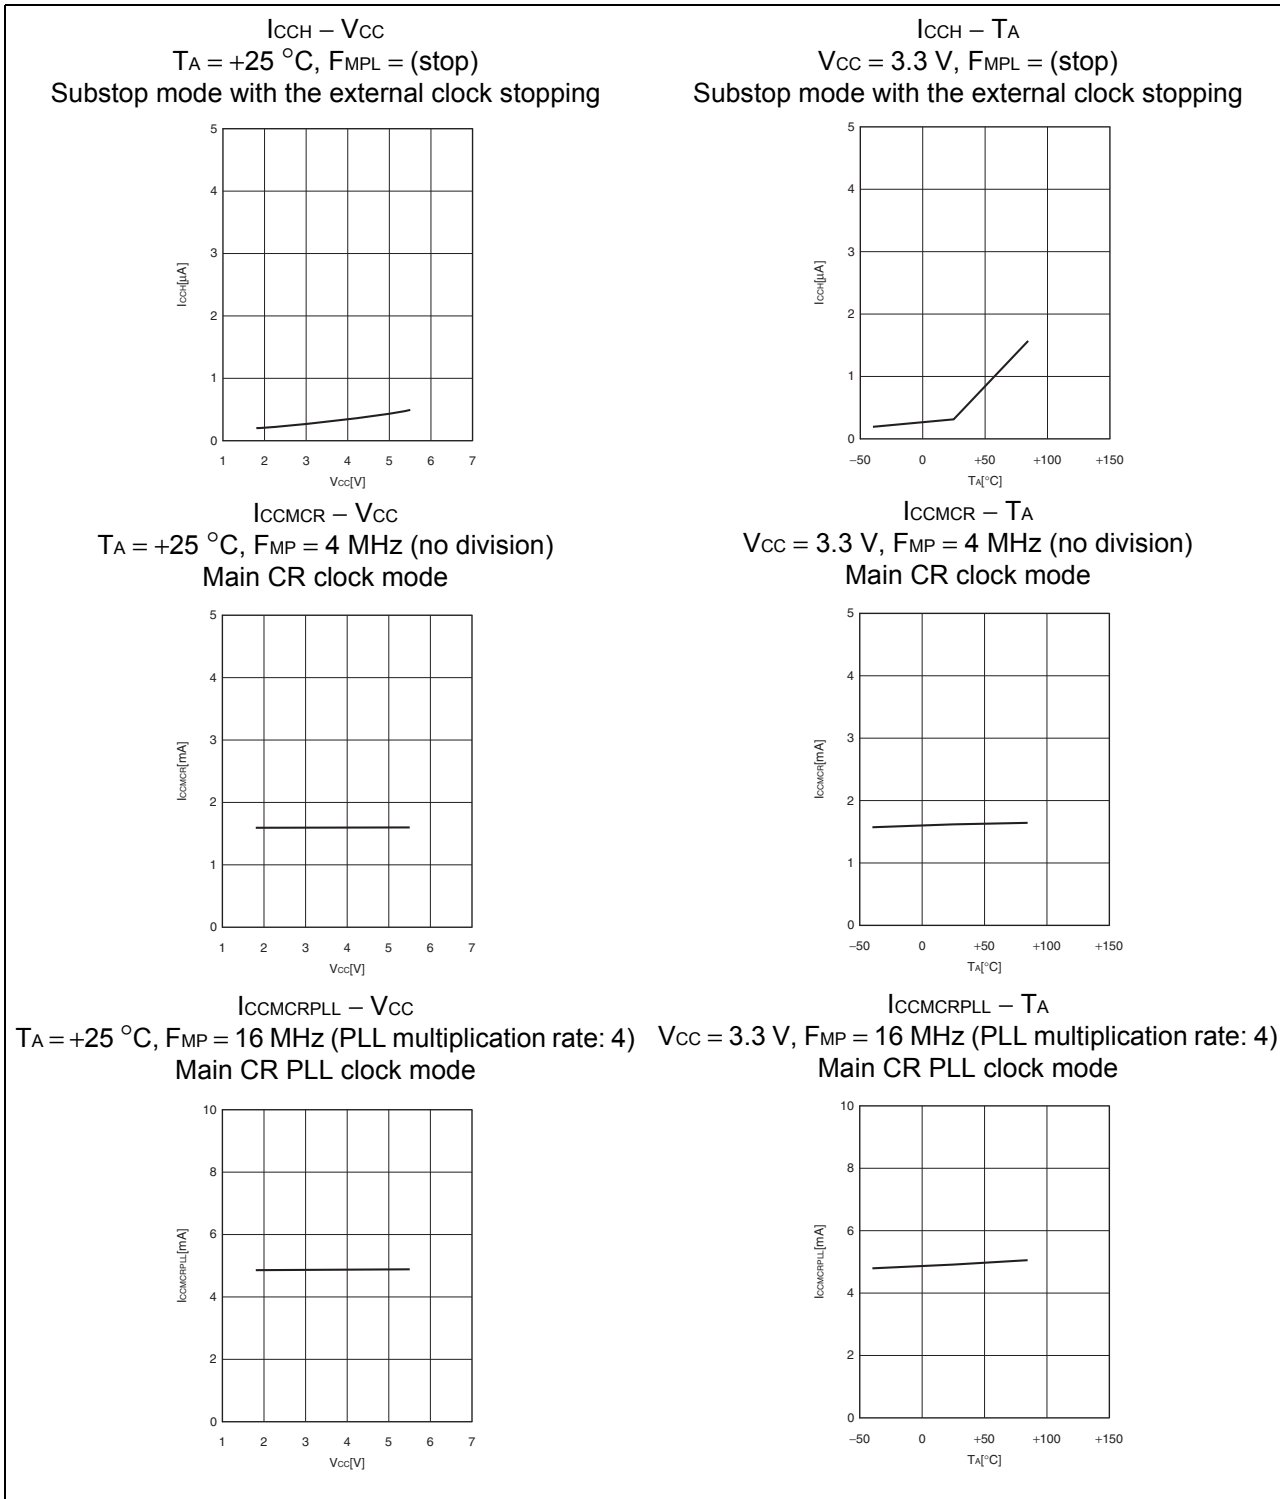 ICCH – VCC
TA = +25 °C, FMPL = (stop)
Substop mode with the external clock stopping
5
4
3
2
1
0
ICCH[μA]
1 2 3 4 5 6 7
VCC[V]
ICCH – TA
VCC = 3.3 V, FMPL = (stop)
Substop mode with the external clock stopping
5
4
3
2
1
0
ICCH[μA]
−50 0 +50 +100 +150
TA[°C]
ICCMCR – VCC
TA = +25 °C, FMP = 4 MHz (no division)
Main CR clock mode
5
4
3
2
1
0
ICCMCR[mA]
1 2 3 4 5 6 7
VCC[V]
ICCMCR – TA
VCC = 3.3 V, FMP = 4 MHz (no division)
Main CR clock mode
5
4
3
2
1
0
ICCMCR[mA]
−50 0 +50 +100 +150
TA[°C]
ICCMCRPLL – VCC
TA = +25 °C, FMP = 16 MHz (PLL multiplication rate: 4)
Main CR PLL clock mode
10
8
6
4
2
0
ICCMCRPLL[mA]
1 2 3 4 5 6 7
VCC[V]
ICCMCRPLL – TA
VCC = 3.3 V, FMP = 16 MHz (PLL multiplication rate: 4)
Main CR PLL clock mode
10
8
6
4
2
0
ICCMCRPLL[mA]
−50 0 +50 +100 +150
TA[°C]